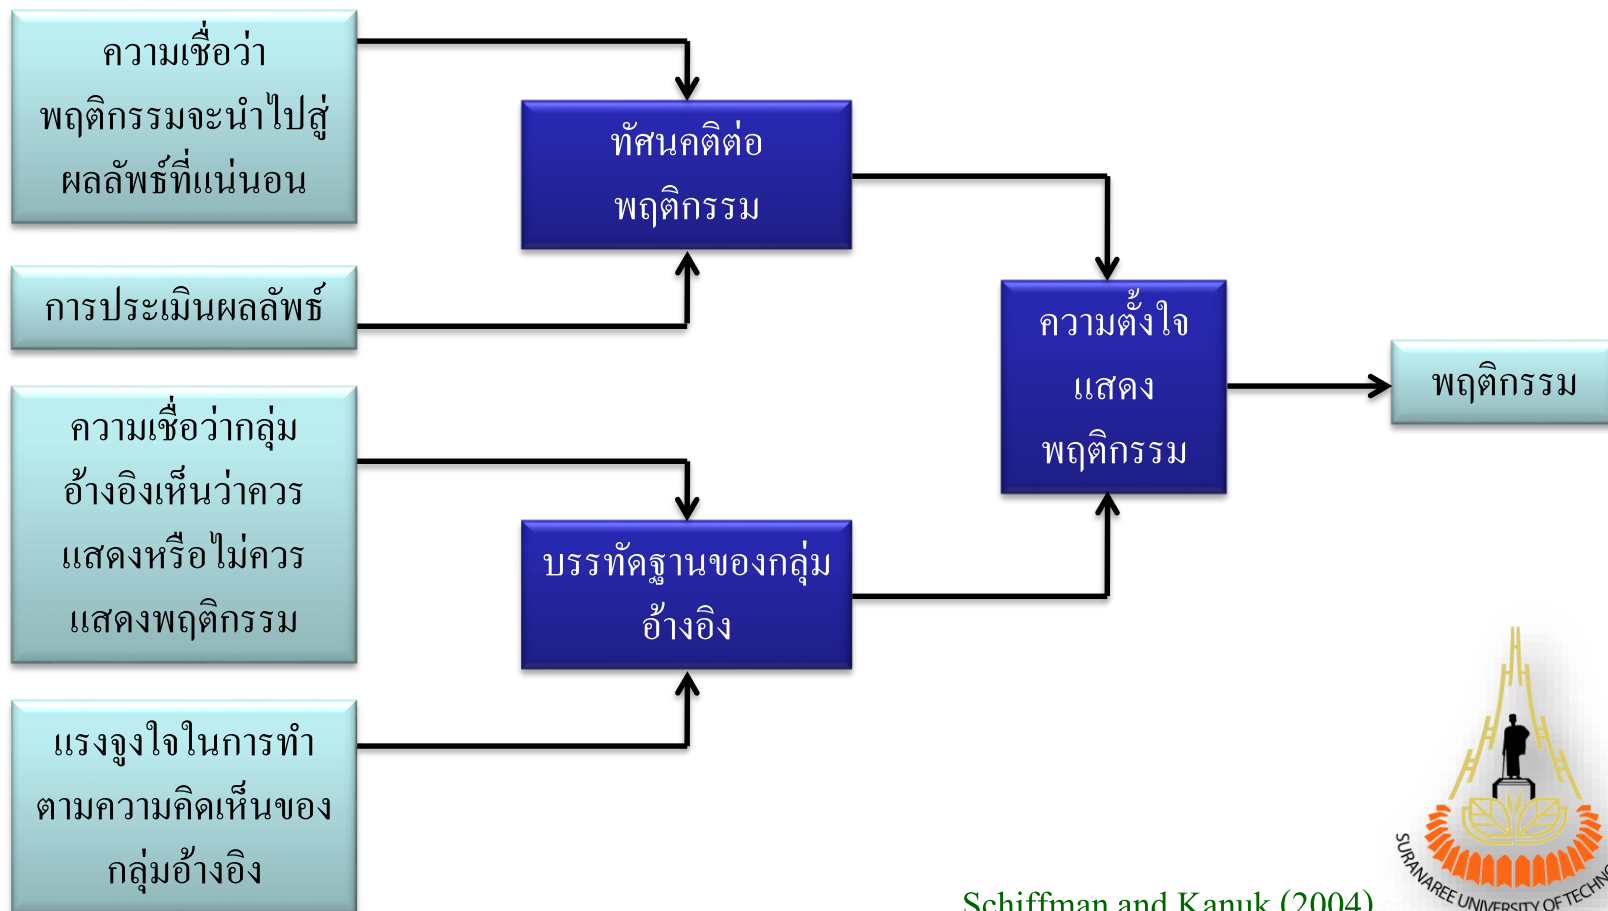 ความเชื่อว่า
พฤติกรรมจะนำไปสู่
ผลลัพธ์ที่แน่นอน
ทัศนคติต่อ
พฤติกรรม
การประเมินผลลัพธ์
ความตั้งใจ
แสดง
พฤติกรรม
พฤติกรรม
ความเชื่อว่ากลุ่ม
อ้างอิงเห็นว่าควร
แสดงหรือไม่ควร
แสดงพฤติกรรม
บรรทัดฐานของกลุ่ม
อ้างอิง
แรงจูงใจในการทำ
ตามความคิดเห็นของ
กลุ่มอ้างอิง
Schiffman and Kanuk (2004)
SURANAREE UNIVERSITY OF TECHNO